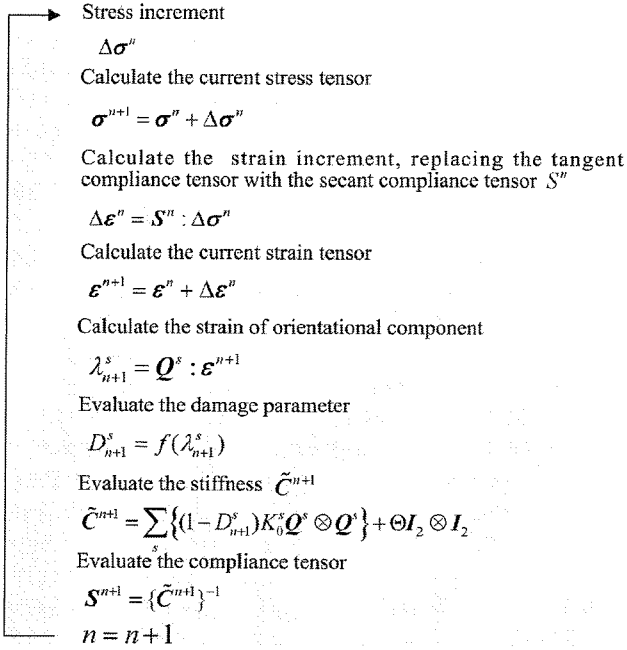 Stress increment
Δσⁿ
Calculate the current stress tensor
σⁿ⁺¹ = σⁿ + Δσⁿ
Calculate the strain increment, replacing the tangent
compliance tensor with the secant compliance tensor Sⁿ
Δεⁿ = Sⁿ : Δσⁿ
Calculate the current strain tensor
εⁿ⁺¹ = εⁿ + Δεⁿ
Calculate the strain of orientational component
λˢₙ₊₁ = Qˢ : εⁿ⁺¹
Evaluate the damage parameter
Dˢₙ₊₁ = f(λˢₙ₊₁)
Evaluate the stiffness C̃ⁿ⁺¹
C̃ⁿ⁺¹ = ∑ₛ {(1−Dˢₙ₊₁)K₀ˢQˢ ⊗ Qˢ} + ΘI₂ ⊗ I₂
Evaluate the compliance tensor
Sⁿ⁺¹ = {C̃ⁿ⁺¹}⁻¹
n = n+1